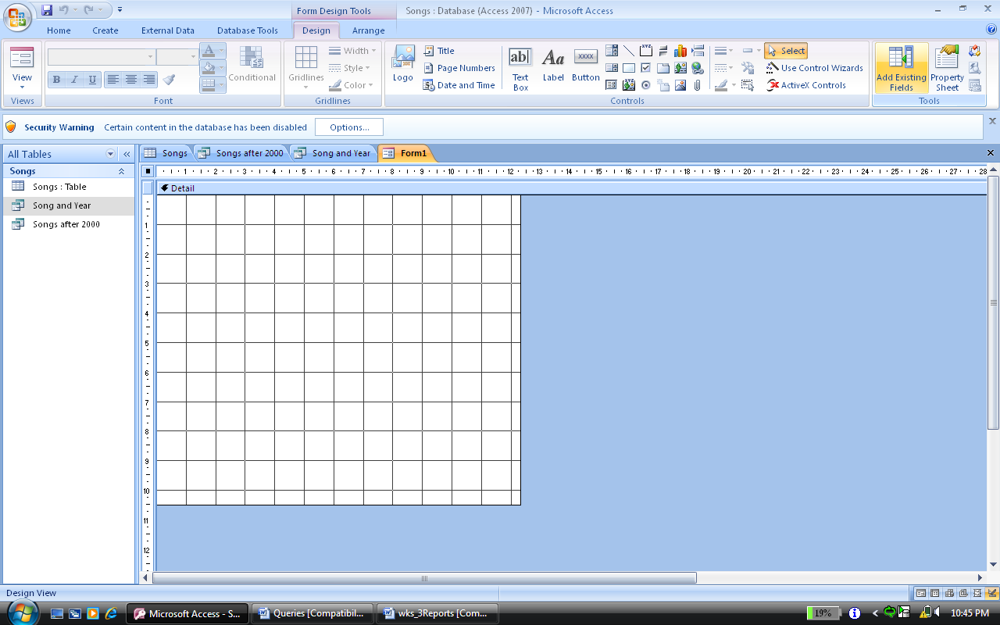 Form Design Tools
Songs : Database (Access 2007) - Microsoft Access
Home Create External Data Database Tools Design Arrange
View
Views
B I U
Conditional
Font
Gridlines
Width
Style
Color
Gridlines
Logo
Title
Page Numbers
Date and Time
ab|
Text Box
Aa
Label
XXXX
Button
XYZ
Select
Use Control Wizards
ActiveX Controls
Controls
Add Existing Fields
Property Sheet
Tools
Security Warning Certain content in the database has been disabled Options...
All Tables
Songs
Songs : Table
Song and Year
Songs after 2000
Songs Songs after 2000 Song and Year Form1
1 2 3 4 5 6 7 8 9 10 11 12 13 14 15 16 17 18 19 20 21 22 23 24 25 26 27 28
Detail
1
2
3
4
5
6
7
8
9
10
11
12
Design View
Microsoft Access - S...
Queries [Compatibil...
wks_3Reports [Com...
19%
10:45 PM